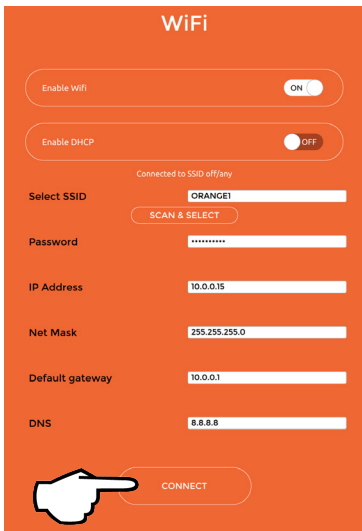 WiFi
Enable Wifi ON
Enable DHCP OFF
Connected to SSID off/any
Select SSID ORANGE1
SCAN & SELECT
Password ••••••••••
IP Address 10.0.0.15
Net Mask 255.255.255.0
Default gateway 10.0.0.1
DNS 8.8.8.8
CONNECT